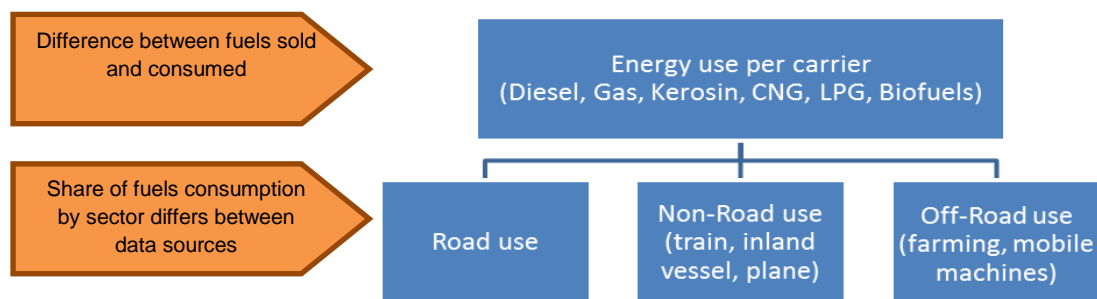 Difference between fuels sold
and consumed
Energy use per carrier
(Diesel, Gas, Kerosin, CNG, LPG, Biofuels)
Share of fuels consumption
by sector differs between
data sources
Road use
Non-Road use
(train, inland
vessel, plane)
Off-Road use
(farming, mobile
machines)